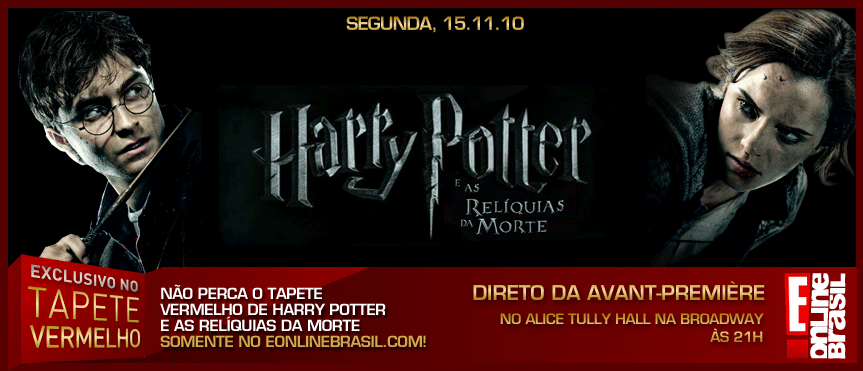 SEGUNDA, 15.11.10
Harry Potter
E AS
RELÍQUIAS
DA MORTE
EXCLUSIVO NO
TAPETE
VERMELHO
NÃO PERCA O TAPETE
VERMELHO DE HARRY POTTER
E AS RELÍQUIAS DA MORTE
SOMENTE NO EONLINEBRASIL.COM!
DIRETO DA AVANT-PREMIÈRE
NO ALICE TULLY HALL NA BROADWAY
ÀS 21H
E!
ONLINE
BRASIL